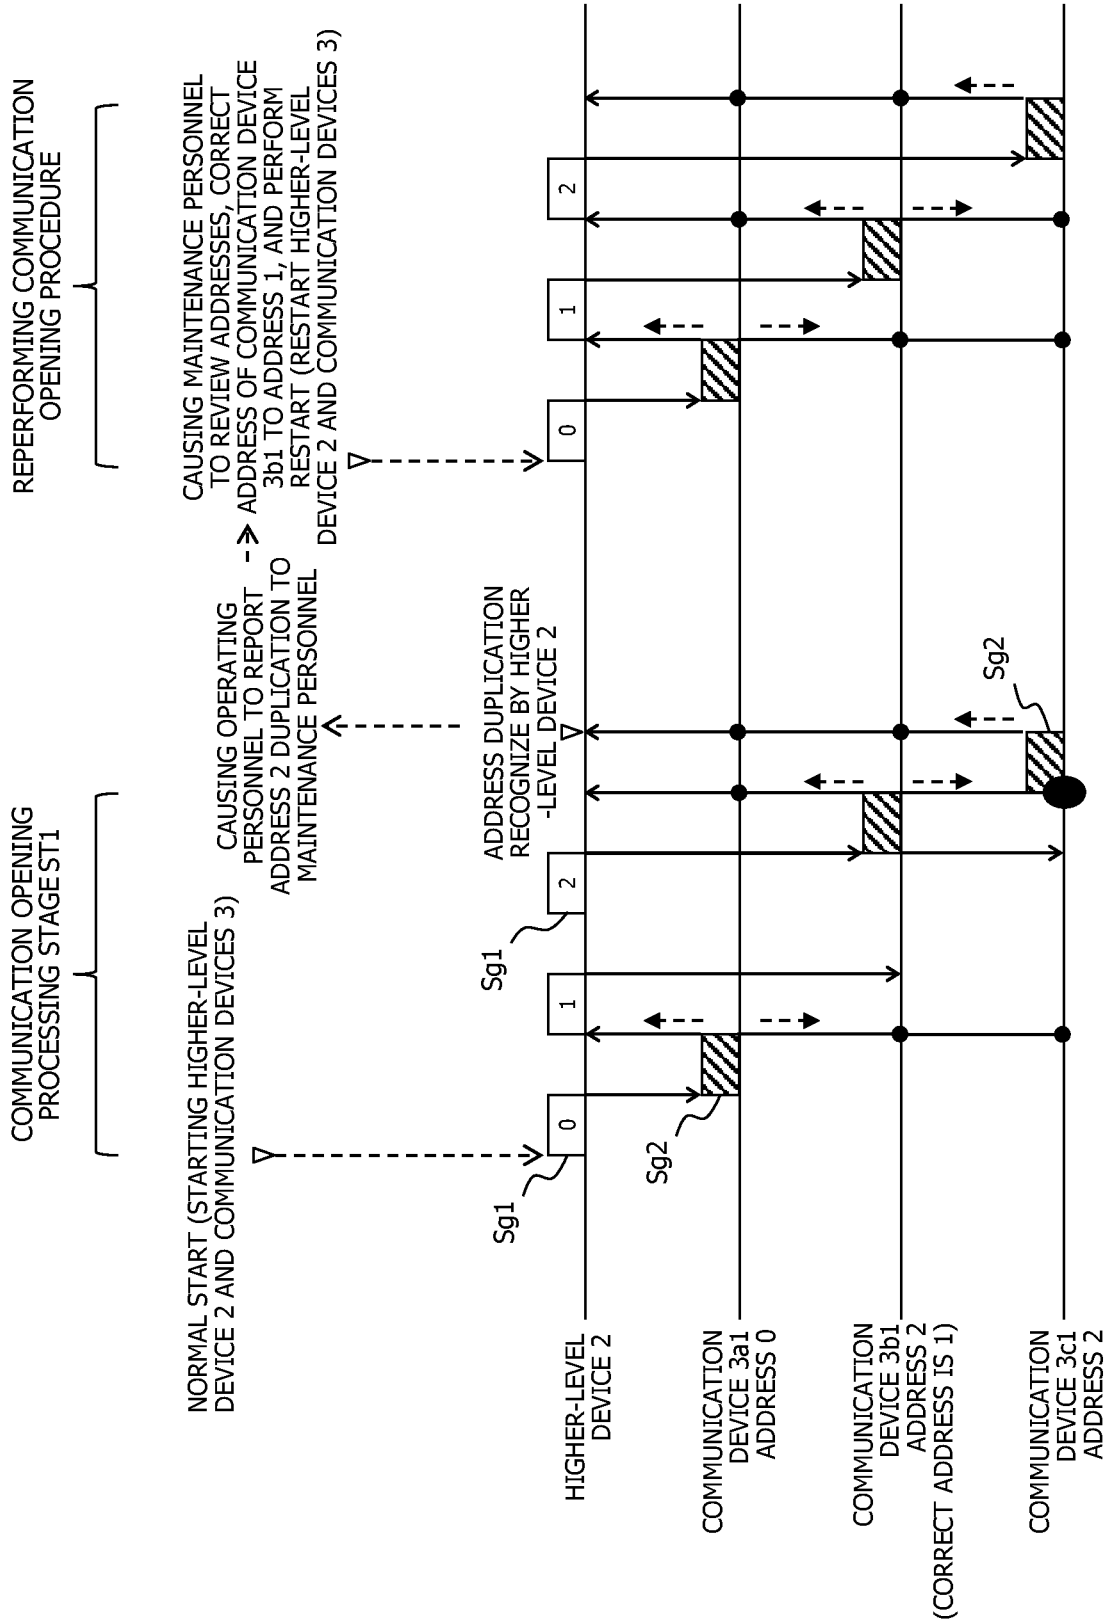 COMMUNICATION OPENING
PROCESSING STAGE ST1
REPERFORMING COMMUNICATION
OPENING PROCEDURE
NORMAL START (STARTING HIGHER-LEVEL
DEVICE 2 AND COMMUNICATION DEVICES 3)
CAUSING OPERATING
PERSONNEL TO REPORT
ADDRESS 2 DUPLICATION TO
MAINTENANCE PERSONNEL
CAUSING MAINTENANCE PERSONNEL
TO REVIEW ADDRESSES, CORRECT
ADDRESS OF COMMUNICATION DEVICE
3b1 TO ADDRESS 1, AND PERFORM
RESTART (RESTART HIGHER-LEVEL
DEVICE 2 AND COMMUNICATION DEVICES 3)
ADDRESS DUPLICATION
RECOGNIZE BY HIGHER
-LEVEL DEVICE 2
Sg1
Sg1
0
1
2
0
1
2
HIGHER-LEVEL
DEVICE 2
Sg2
COMMUNICATION
DEVICE 3a1
ADDRESS 0
COMMUNICATION
DEVICE 3b1
ADDRESS 2
(CORRECT ADDRESS IS 1)
Sg2
COMMUNICATION
DEVICE 3c1
ADDRESS 2